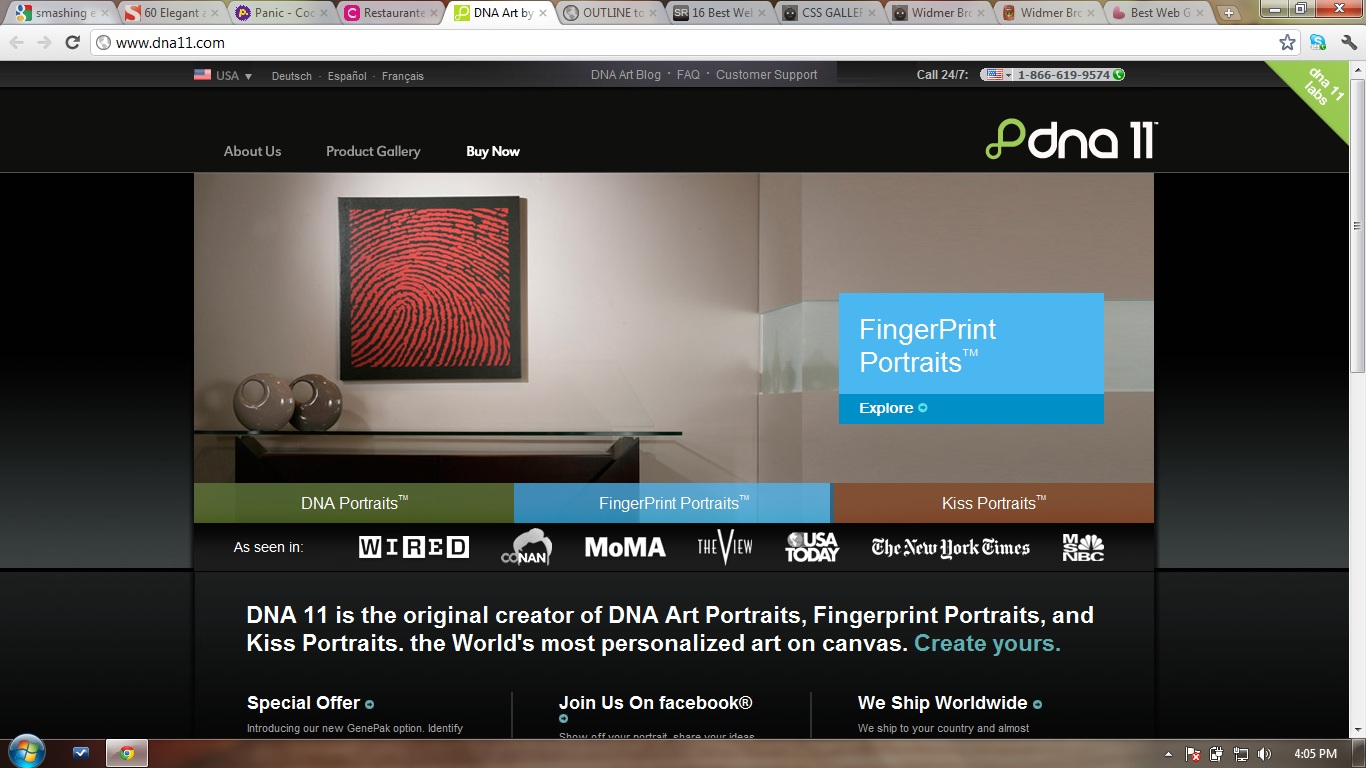 smashing e
60 Elegant a
Panic - Coc
Restaurante
DNA Art by
OUTLINE to
SR 16 Best Wel
CSS GALLER
Widmer Bro
Widmer Bro
Best Web G
www.dna11.com
USA Deutsch · Español · Français DNA Art Blog · FAQ · Customer Support Call 24/7: 1-866-619-9574
dna 11
labs
About Us Product Gallery Buy Now
dna 11™
FingerPrint
Portraits™
Explore
DNA Portraits™ FingerPrint Portraits™ Kiss Portraits™
As seen in: WIRED CONAN MoMA THE VIEW USA TODAY The New York Times MSNBC
DNA 11 is the original creator of DNA Art Portraits, Fingerprint Portraits, and
Kiss Portraits. the World's most personalized art on canvas. Create yours.
Special Offer Join Us On facebook® We Ship Worldwide
Introducing our new GenePak option. Identify
Show off your portrait, share your ideas
We ship to your country and almost
4:05 PM